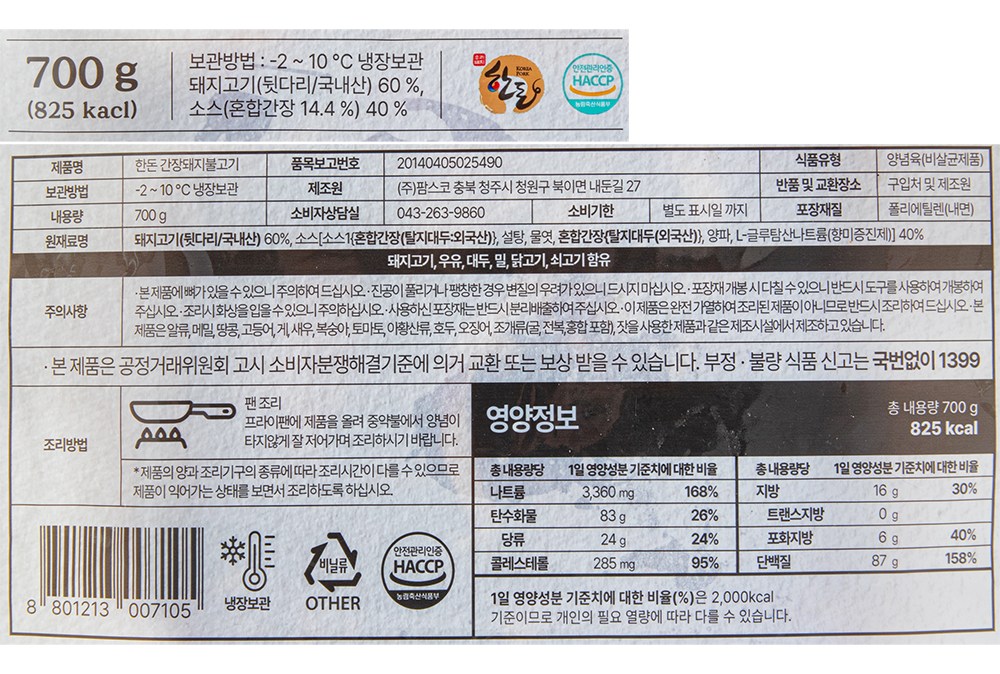 700 g
(825 kacl)
보관방법 : -2 ~ 10 °C 냉장보관
돼지고기(뒷다리/국내산) 60 %,
소스(혼합간장 14.4 %) 40 %
KOREA PORK
한돈
안전관리인증
HACCP
농림축산식품부
제품명 한돈 간장돼지불고기 품목보고번호 20140405025490 식품유형 양념육(비살균제품)
보관방법 -2 ~ 10 °C 냉장보관 제조원 (주)팜스코 충북 청주시 청원구 북이면 내둔길 27 반품 및 교환장소 구입처 및 제조원
내용량 700 g 소비자상담실 043-263-9860 소비기한 별도 표시일 까지 포장재질 폴리에틸렌(내면)
원재료명 돼지고기(뒷다리/국내산) 60%, 소스[소스1{혼합간장(탈지대두:외국산)}, 설탕, 물엿, 혼합간장{탈지대두(외국산)}, 양파, L-글루탐산나트륨(향미증진제)] 40%
돼지고기, 우유, 대두, 밀, 닭고기, 쇠고기 함유
주의사항
·본 제품에 뼈가 있을 수 있으니 주의하여 드십시오 ·진공이 풀리거나 팽창한 경우 변질의 우려가 있으니 드시지 마십시오 ·포장재 개봉 시 다칠 수 있으니 반드시 도구를 사용하여 개봉하여
주십시오 ·조리시 화상을 입을 수 있으니 주의하십시오 ·사용하신 포장재는 반드시 분리배출하여 주십시오 ·이 제품은 완전 가열하여 조리된 제품이 아니므로 반드시 조리하여 드십시오 ·본
제품은 알류, 메밀, 땅콩, 고등어, 게, 새우, 복숭아, 토마토, 아황산류, 호두, 오징어, 조개류(굴, 전복, 홍합 포함), 잣을 사용한 제품과 같은 제조시설에서 제조하고 있습니다.
·본 제품은 공정거래위원회 고시 소비자분쟁해결기준에 의거 교환 또는 보상 받을 수 있습니다. 부정·불량 식품 신고는 국번없이 1399
조리방법
팬 조리
프라이팬에 제품을 올려 중약불에서 양념이
타지않게 잘 저어가며 조리하시기 바랍니다.
*제품의 양과 조리기구의 종류에 따라 조리시간이 다를 수 있으므로
제품이 익어가는 상태를 보면서 조리하도록 하십시오.
영양정보
총 내용량 700 g
825 kcal
총 내용량당 1일 영양성분 기준치에 대한 비율 총 내용량당 1일 영양성분 기준치에 대한 비율
나트륨 3,360 mg 168% 지방 16 g 30%
탄수화물 83 g 26% 트랜스지방 0 g
당류 24 g 24% 포화지방 6 g 40%
콜레스테롤 285 mg 95% 단백질 87 g 158%
1일 영양성분 기준치에 대한 비율(%)은 2,000kcal
기준이므로 개인의 필요 열량에 따라 다를 수 있습니다.
8 801213 007105
냉장보관
비닐류
OTHER
안전관리인증
HACCP
농림축산식품부